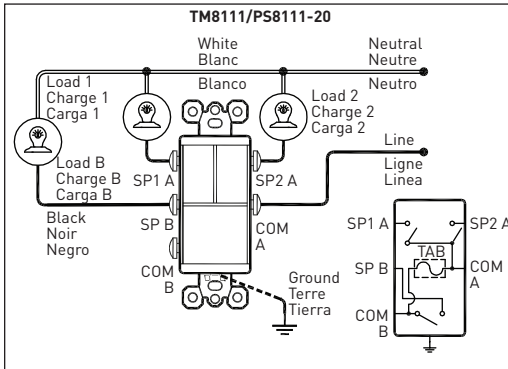 TM8111/PS8111-20
White
Blanc
Blanco
Neutral
Neutre
Neutro
Load 1
Charge 1
Carga 1
Load 2
Charge 2
Carga 2
Line
Ligne
Linea
Load B
Charge B
Carga B
SP1 A
SP2 A
SP B
COM
A
COM
B
Black
Noir
Negro
Ground
Terre
Tierra
SP1 A
SP2 A
TAB
SP B
COM
A
COM
B